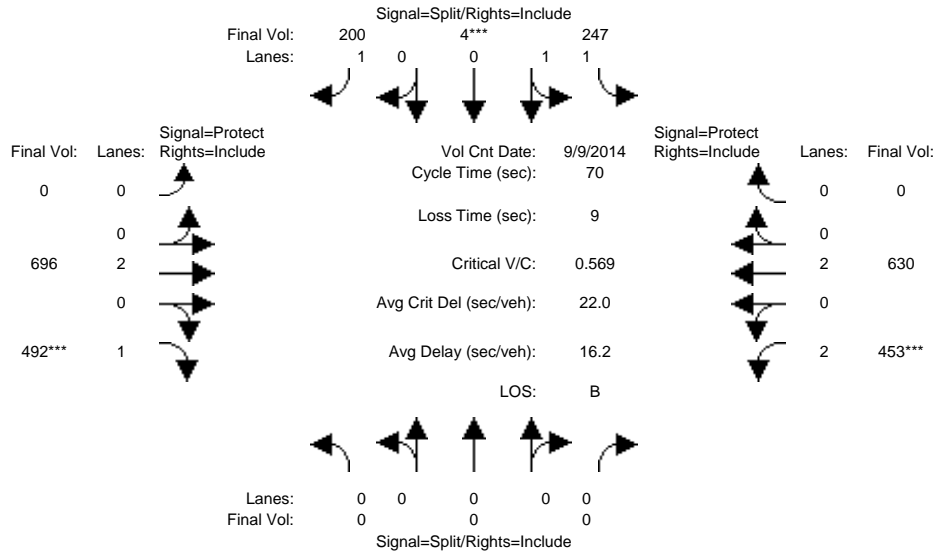 Signal=Split/Rights=Include
Final Vol: 200 4*** 247
Lanes: 1 0 0 1 1
Signal=Protect Signal=Protect
Final Vol: Lanes: Rights=Include Vol Cnt Date: 9/9/2014 Rights=Include Lanes: Final Vol:
Cycle Time (sec): 70
0 0 0 0
Loss Time (sec): 9
0 0
696 2 Critical V/C: 0.569 2 630
0 Avg Crit Del (sec/veh): 22.0 0
492*** 1 Avg Delay (sec/veh): 16.2 2 453***
LOS: B
Lanes: 0 0 0 0 0
Final Vol: 0 0 0
Signal=Split/Rights=Include